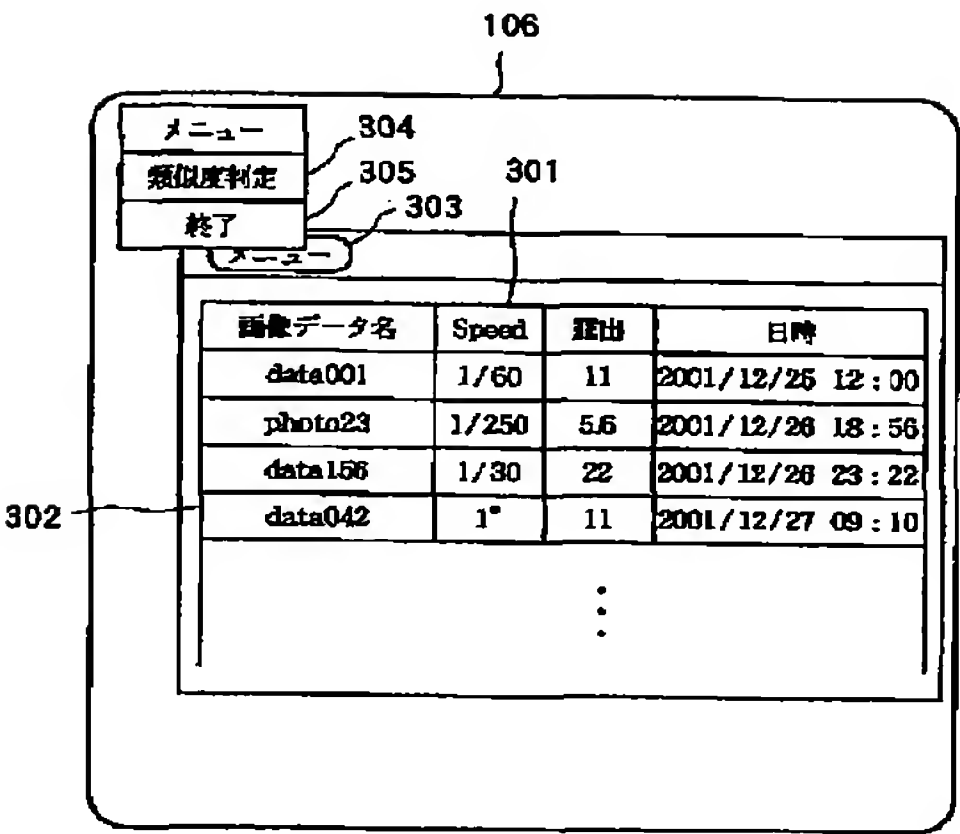 106
メニュー
304
類似度判定
305
301
終了
303
メニュー
画像データ名 Speed 露出 日時
data001 1/60 11 2001/12/25 12:00
photo23 1/250 5.6 2001/12/26 18:56
data156 1/30 22 2001/12/26 23:22
302
data042 1" 11 2001/12/27 09:10